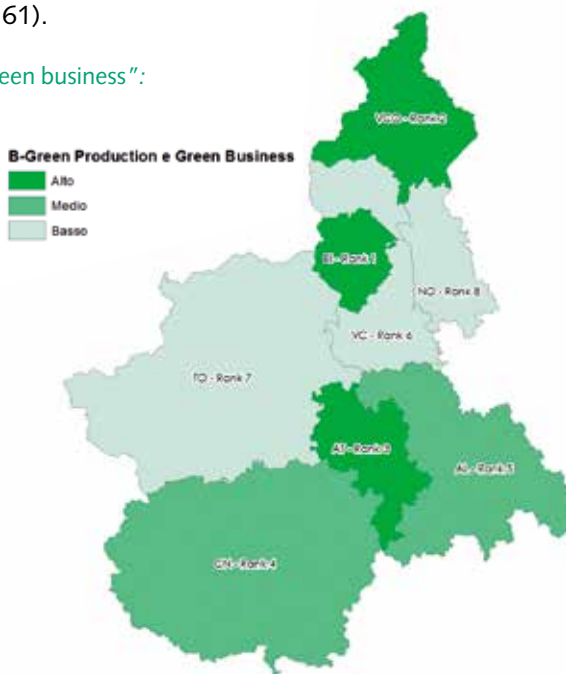 61).
een business":
B-Green Production e Green Business
Alto
Medio
Basso
VCO - Rank 2
BI - Rank 1
NO - Rank 8
VC - Rank 6
TO - Rank 7
AT - Rank 3
AL - Rank 5
CN - Rank 4